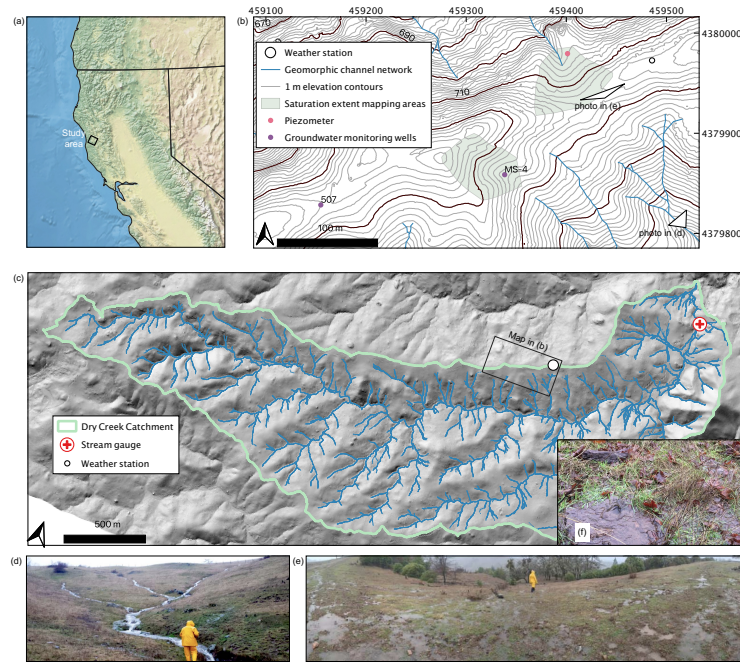 (a)
Study
area
(b)
459100
459200
459300
459400
459500
4380000
4379900
4379800
670
690
710
Weather station
Geomorphic channel network
1 m elevation contours
Saturation extent mapping areas
Piezometer
Groundwater monitoring wells
photo in (e)
MS-4
507
100 m
photo in (d)
(c)
Map in (b)
Dry Creek Catchment
Stream gauge
Weather station
500 m
(f)
(d)
(e)